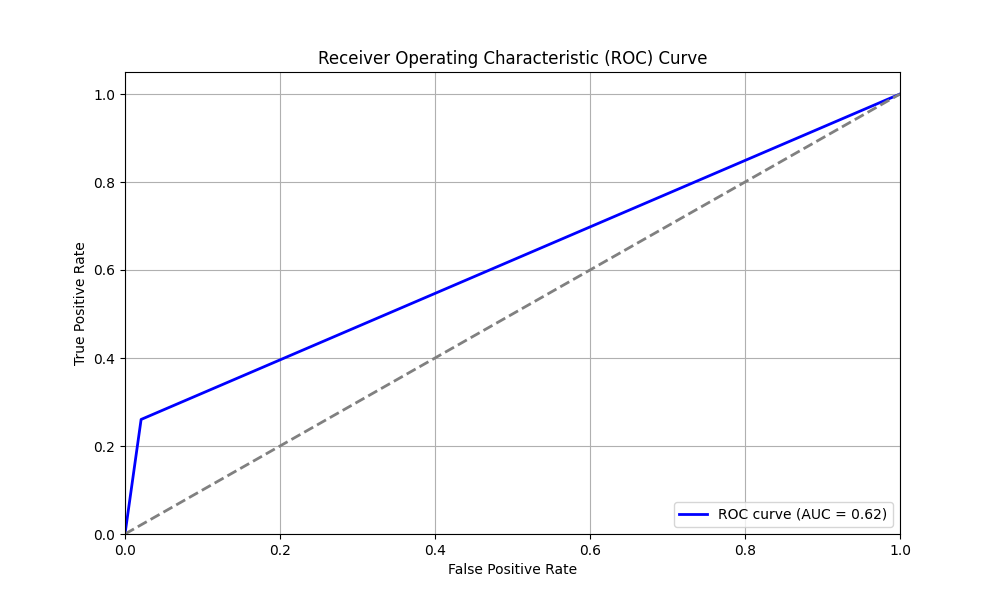 Receiver Operating Characteristic (ROC) Curve
True Positive Rate
1.0
0.8
0.6
0.4
0.2
0.0
ROC curve (AUC = 0.62)
0.0 0.2 0.4 0.6 0.8 1.0
False Positive Rate